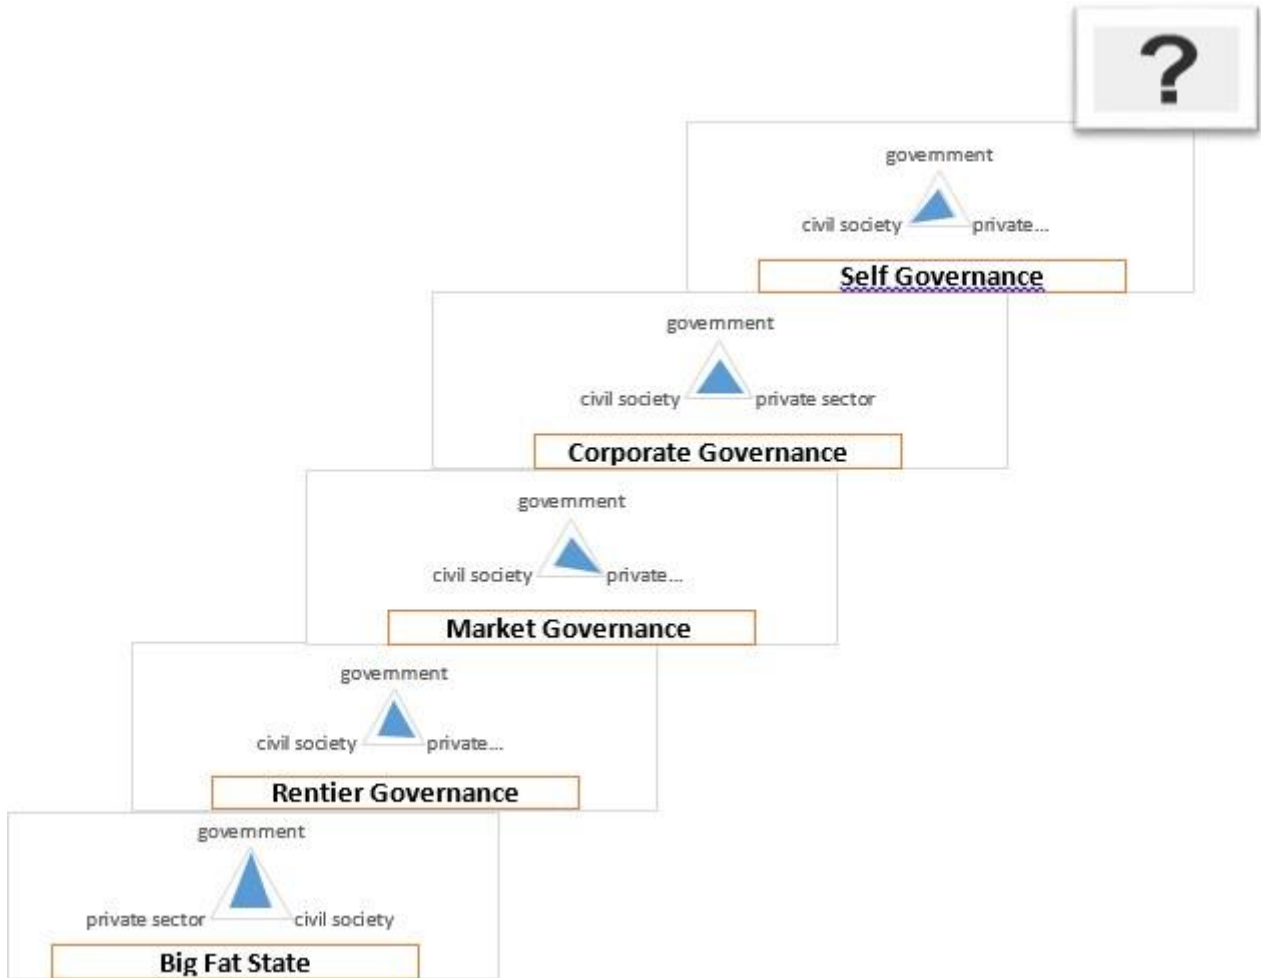 ?
government
civil society private...
Self Governance
government
civil society private sector
Corporate Governance
government
civil society private...
Market Governance
government
civil society private...
Rentier Governance
government
private sector civil society
Big Fat State